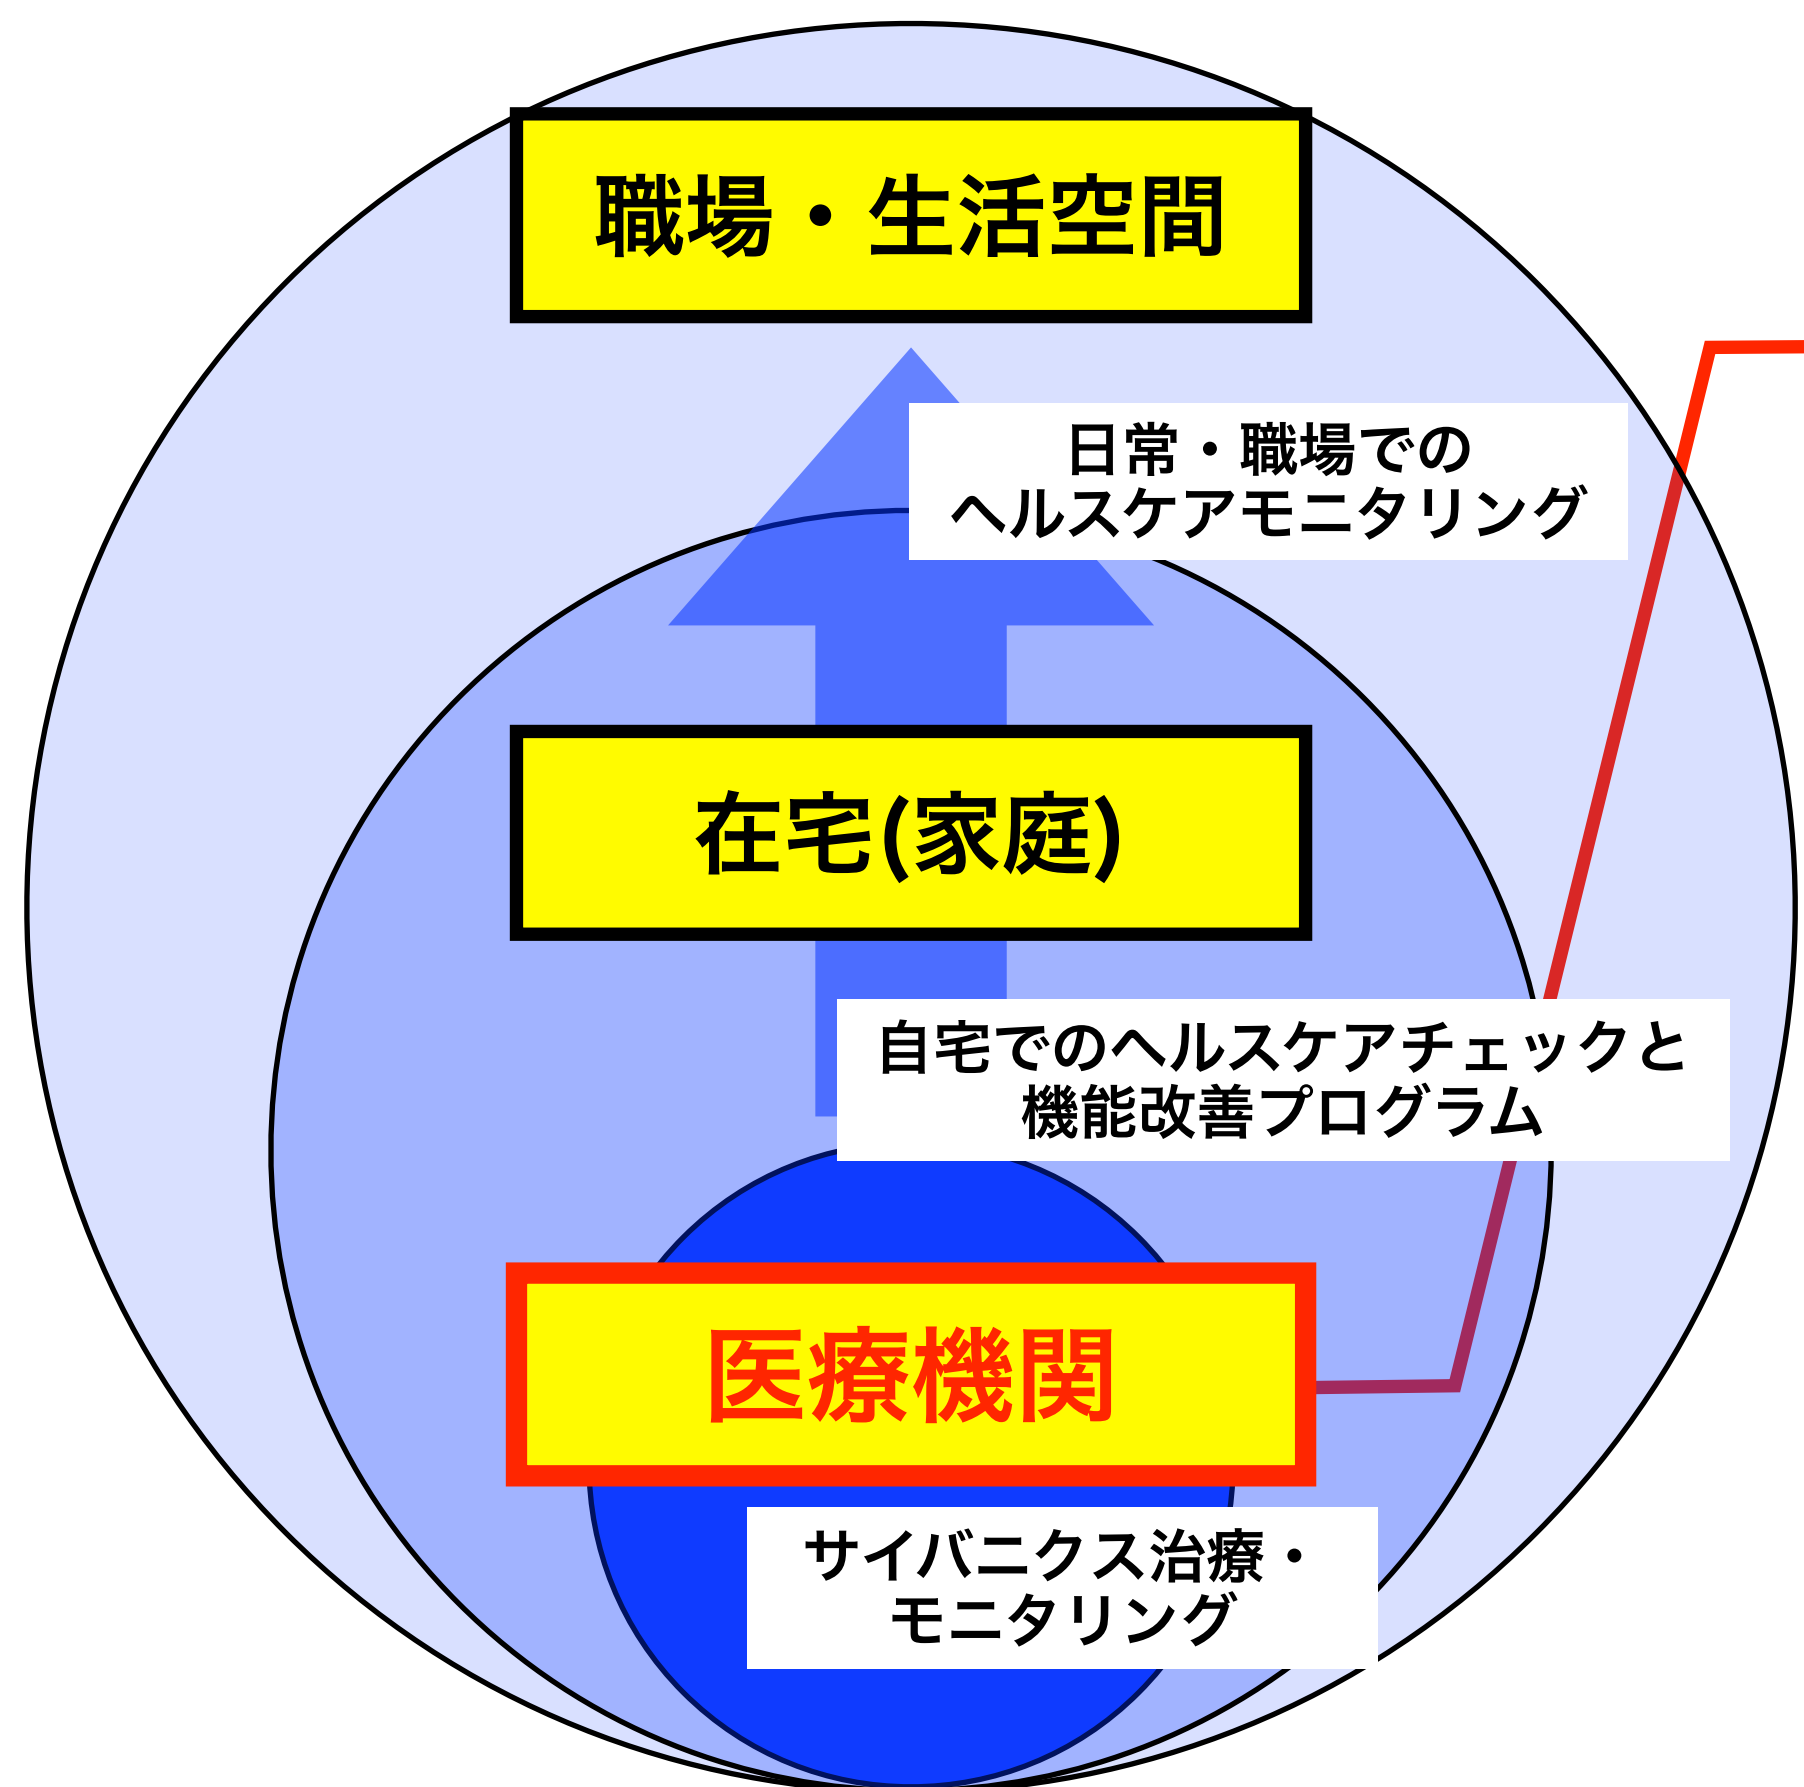 職場・生活空間
日常・職場での
ヘルスケアモニタリング
在宅(家庭)
自宅でのヘルスケアチェックと
機能改善プログラム
医療機関
サイバニクス治療・
モニタリング